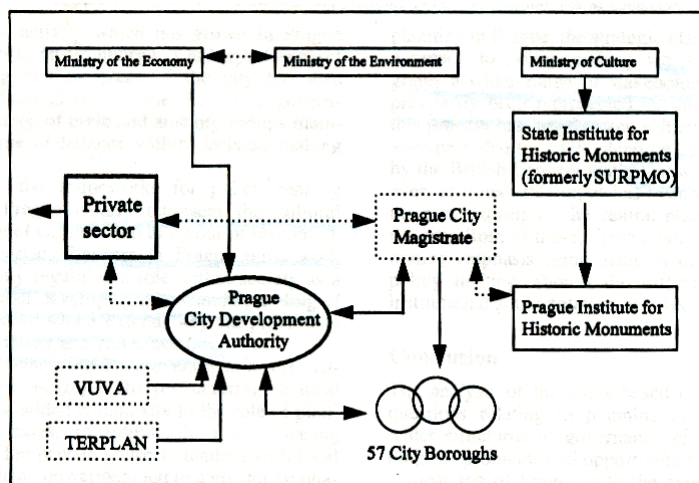 Ministry of the Economy
Ministry of the Environment
Ministry of Culture
State Institute for
Historic Monuments
(formerly SURPMO)
Private
sector
Prague City
Magistrate
Prague
City Development
Authority
Prague Institute for
Historic Monuments
VUVA
TERPLAN
57 City Boroughs